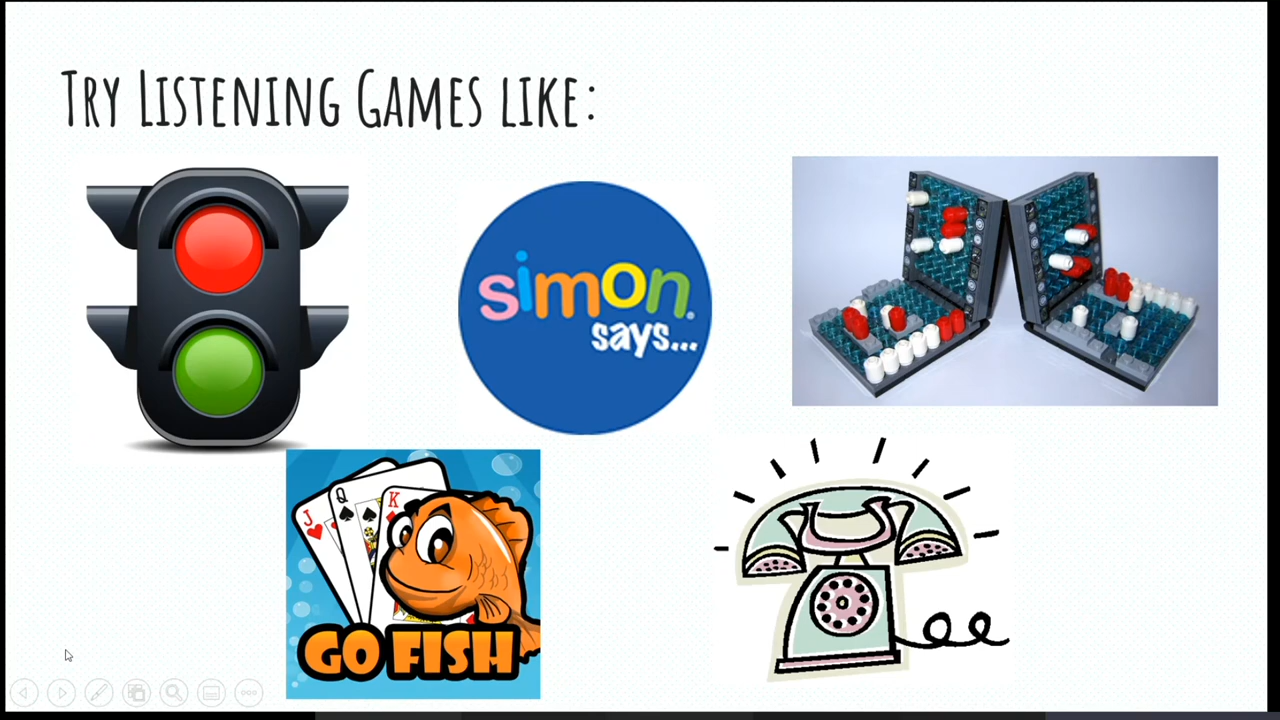 Try Listening Games like:
simon
says...
J
Q
K
GO FISH